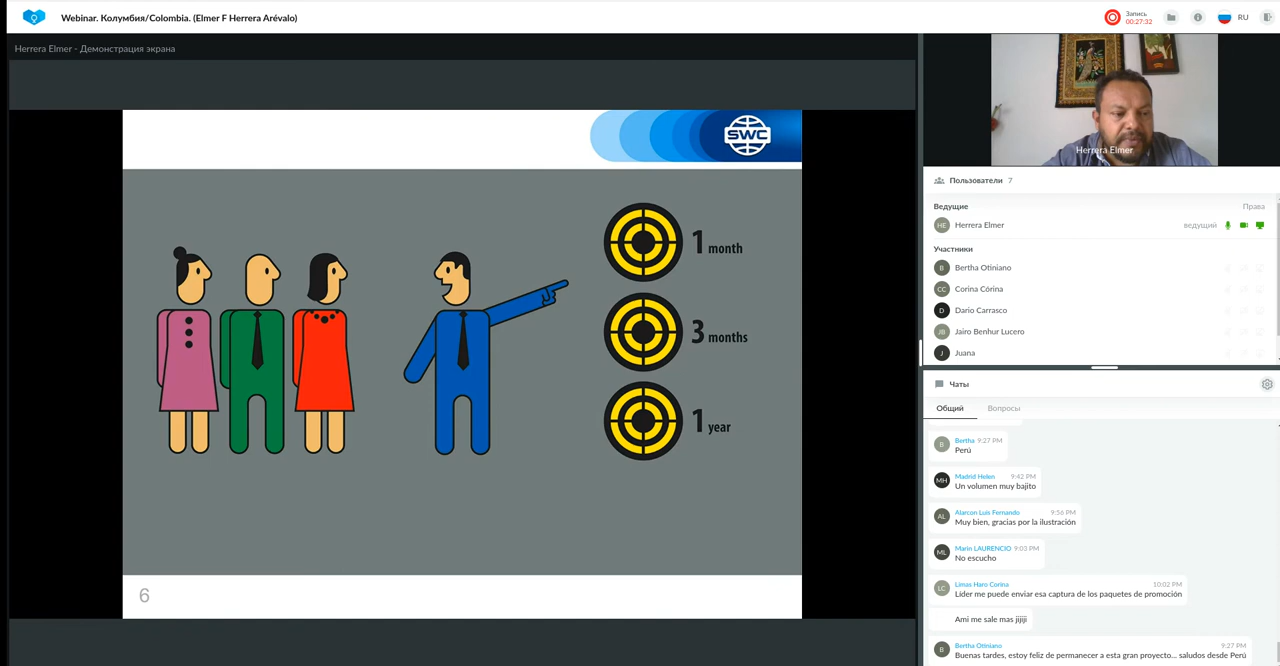 Webinar. Колумбия/Colombia. (Elmer F Herrera Arévalo)
Запись
00:27:32
RU
Herrera Elmer - Демонстрация экрана
SWC
1 month
3 months
1 year
6
Herrera Elmer
Пользователи 7
Ведущие Права
HE Herrera Elmer ведущий
Участники
B Bertha Otiniano
CC Corina Córina
D Dario Carrasco
JB Jairo Benhur Lucero
J Juana
Чаты
Общий Вопросы
B Bertha 9:27 PM
Perú
MH Madrid Helen 9:42 PM
Un volumen muy bajito
AL Alarcon Luis Fernando 9:56 PM
Muy bien, gracias por la ilustración
ML Marin LAURENCIO 9:03 PM
No escucho
LC Limas Haro Corina 10:02 PM
Líder me puede enviar esa captura de los paquetes de promoción
Ami me sale mas jijiji
B Bertha Otiniano 9:27 PM
Buenas tardes, estoy feliz de permanecer a esta gran proyecto... saludos desde Perú